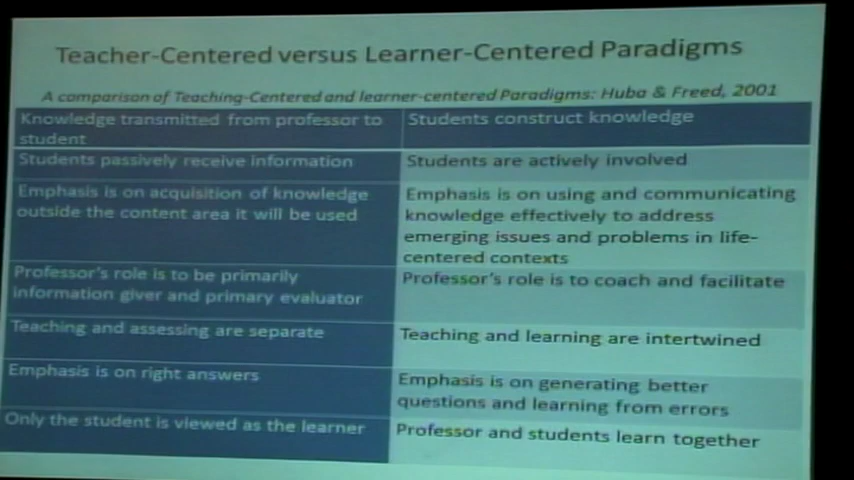 Teacher-Centered versus Learner-Centered Paradigms
A comparison of Teaching-Centered and learner-centered Paradigms: Huba & Freed, 2001
Knowledge transmitted from professor to
student
Students construct knowledge
Students passively receive information
Students are actively involved
Emphasis is on acquisition of knowledge
outside the content area it will be used
Emphasis is on using and communicating
knowledge effectively to address
emerging issues and problems in life-
centered contexts
Professor's role is to be primarily
information giver and primary evaluator
Professor's role is to coach and facilitate
Teaching and assessing are separate
Teaching and learning are intertwined
Emphasis is on right answers
Emphasis is on generating better
questions and learning from errors
Only the student is viewed as the learner
Professor and students learn together